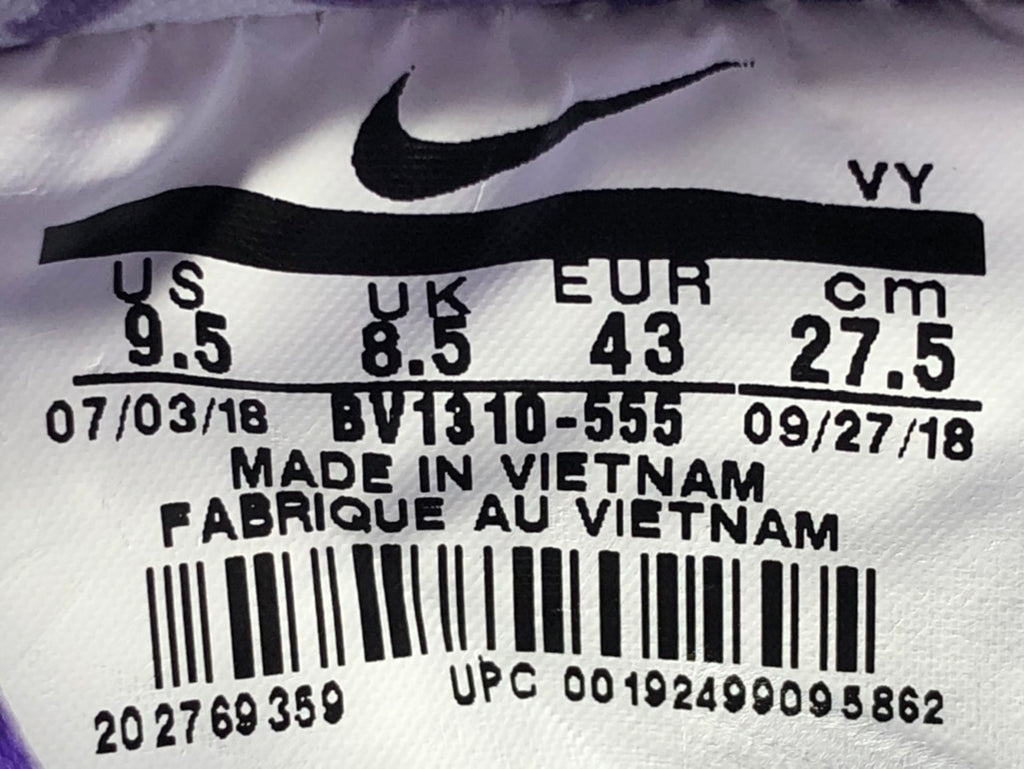 VY
US UK EUR cm
9.5 8.5 43 27.5
07/03/18 BV1310-555 09/27/18
MADE IN VIETNAM
FABRIQUE AU VIETNAM
202769359 UPC 00192499095862